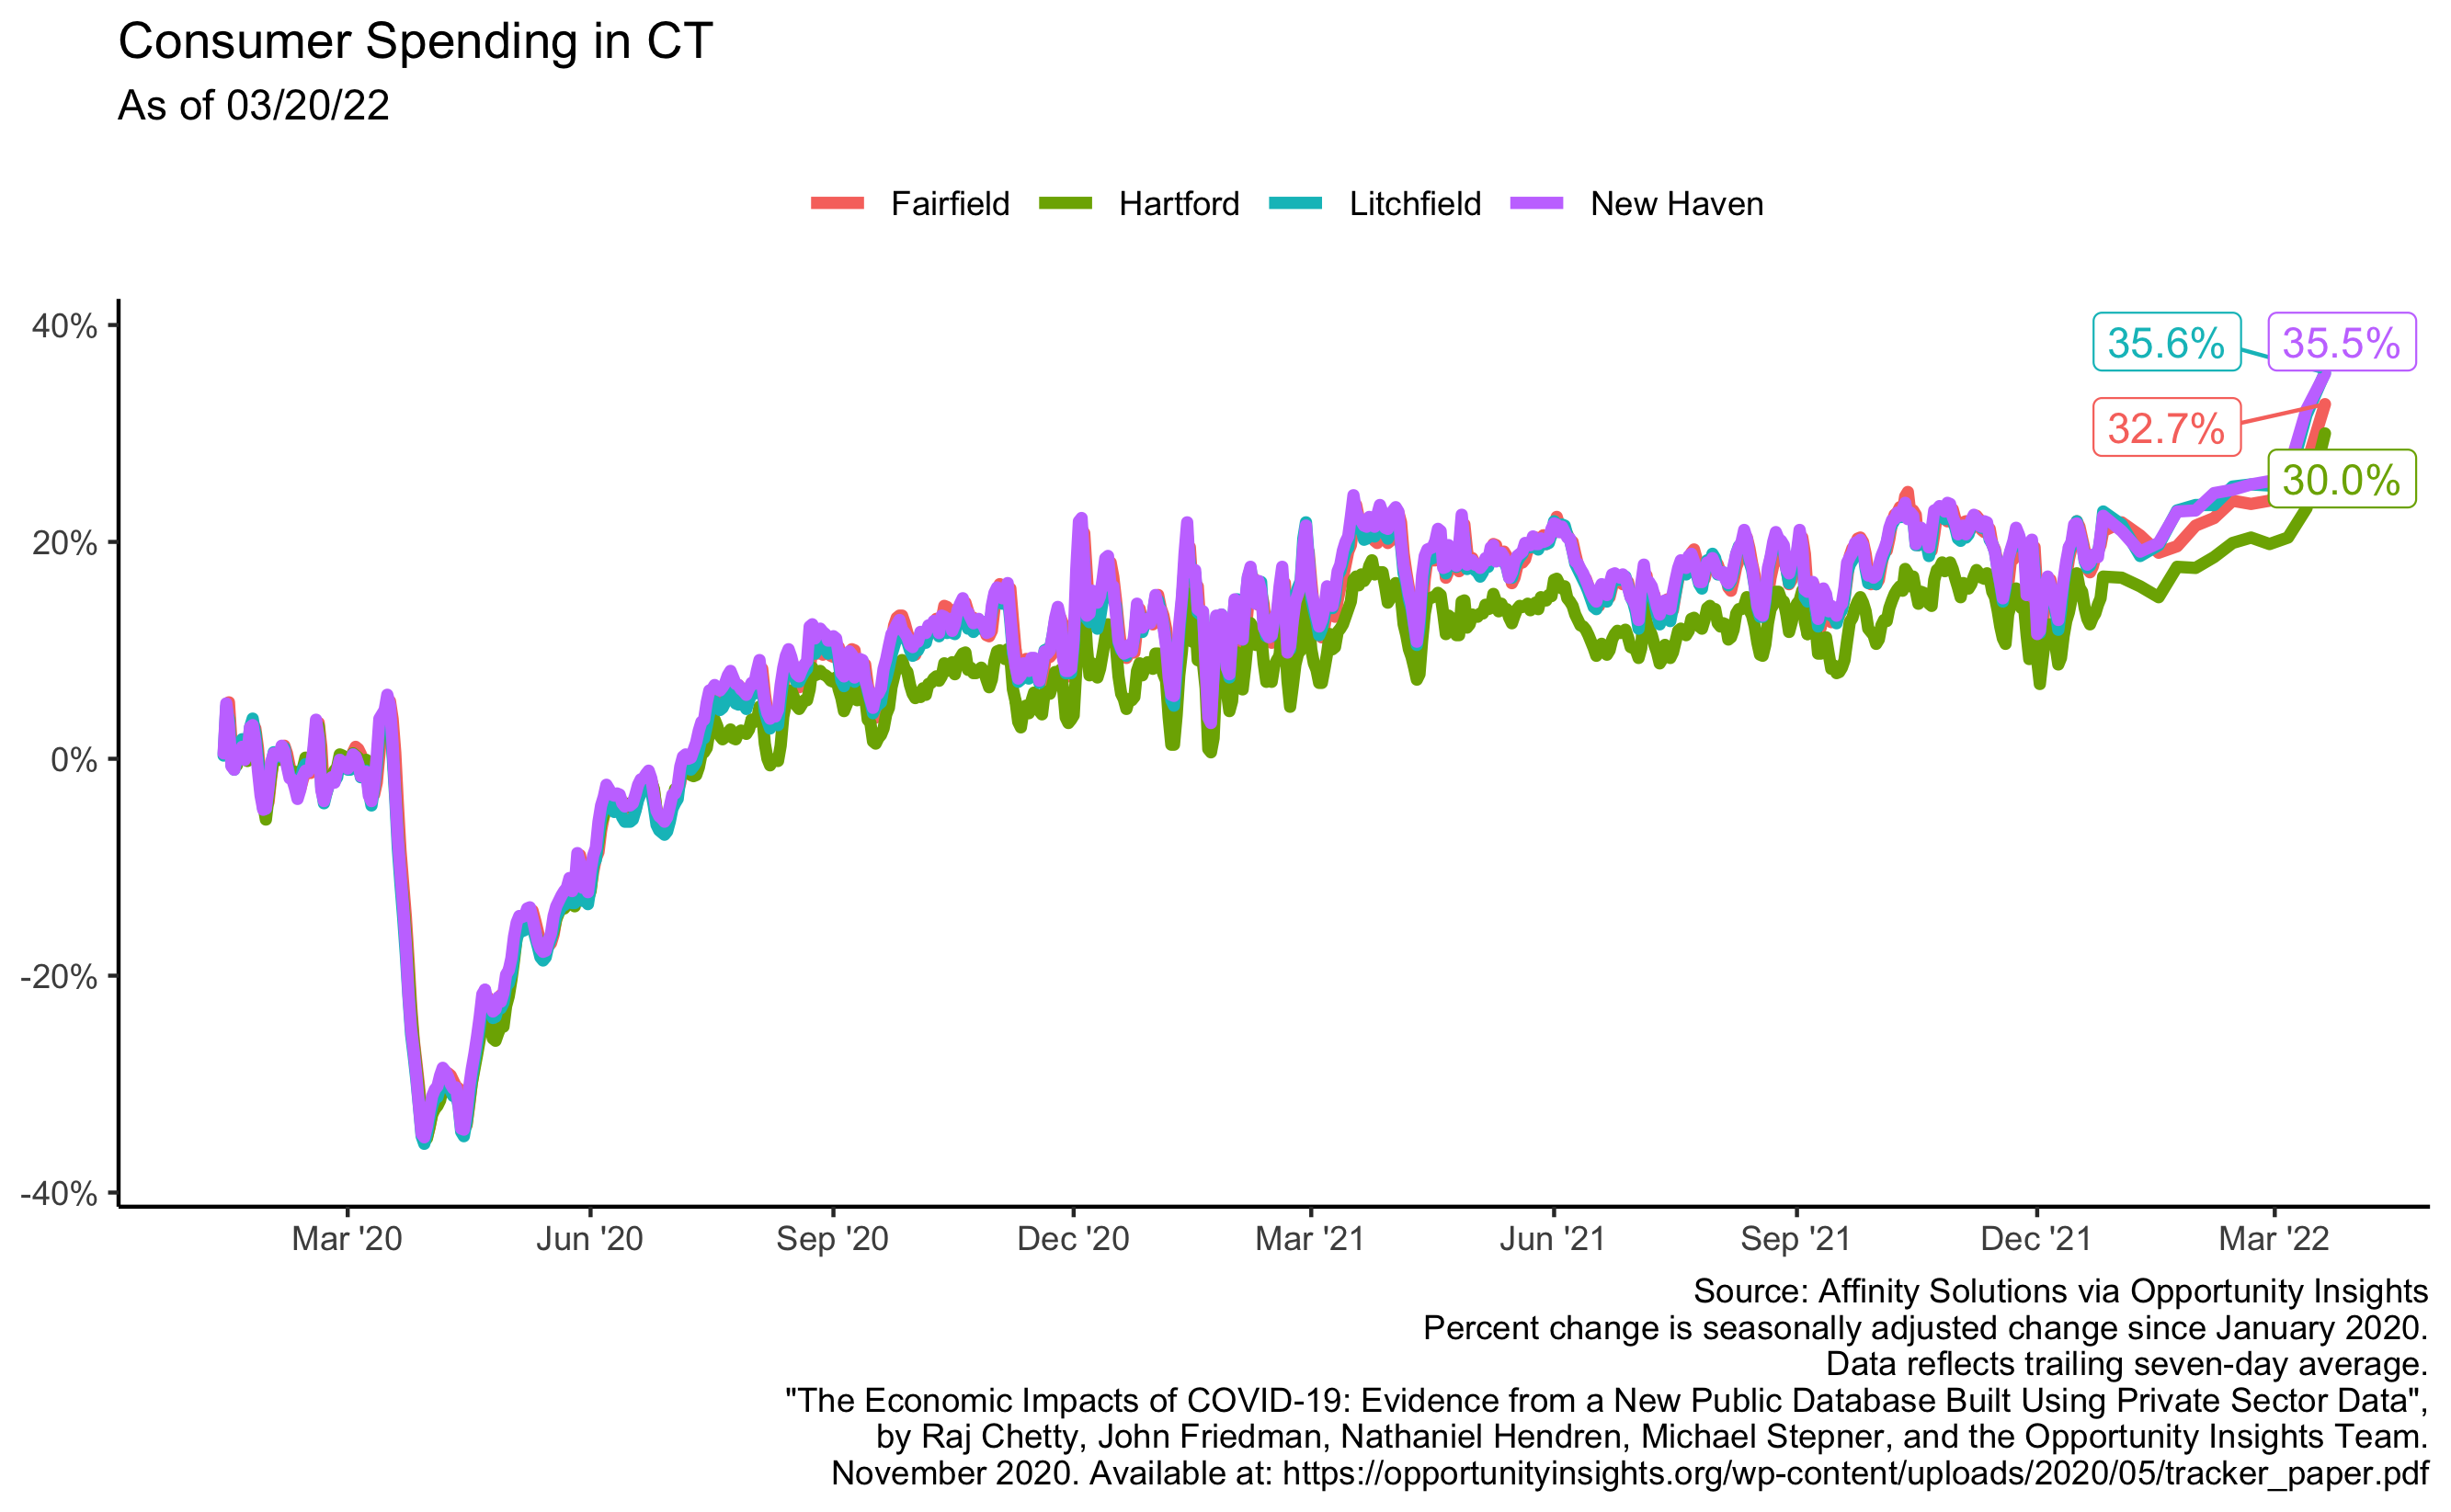 Consumer Spending in CT
As of 03/20/22
Fairfield Hartford Litchfield New Haven
40%
20%
0%
-20%
-40%
35.6% 35.5%
32.7%
30.0%
Mar '20 Jun '20 Sep '20 Dec '20 Mar '21 Jun '21 Sep '21 Dec '21 Mar '22
Source: Affinity Solutions via Opportunity Insights
Percent change is seasonally adjusted change since January 2020.
Data reflects trailing seven-day average.
"The Economic Impacts of COVID-19: Evidence from a New Public Database Built Using Private Sector Data",
by Raj Chetty, John Friedman, Nathaniel Hendren, Michael Stepner, and the Opportunity Insights Team.
November 2020. Available at: https://opportunityinsights.org/wp-content/uploads/2020/05/tracker_paper.pdf